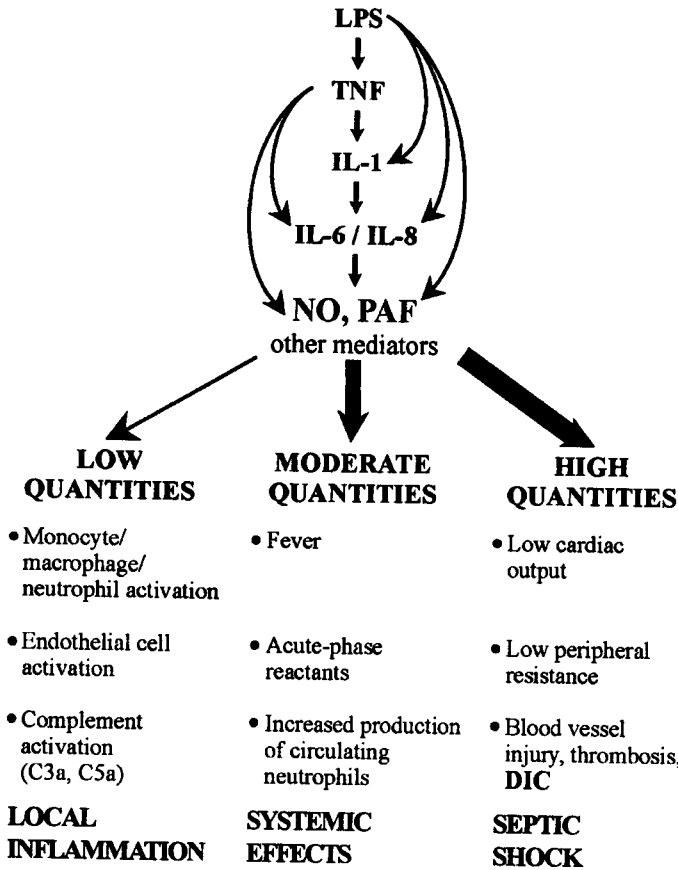 LPS
TNF
IL-1
IL-6 / IL-8
NO, PAF
other mediators
LOW
QUANTITIES
• Monocyte/
macrophage/
neutrophil activation
• Endothelial cell
activation
• Complement
activation
(C3a, C5a)
LOCAL
INFLAMMATION
MODERATE
QUANTITIES
• Fever
• Acute-phase
reactants
• Increased production
of circulating
neutrophils
SYSTEMIC
EFFECTS
HIGH
QUANTITIES
• Low cardiac
output
• Low peripheral
resistance
• Blood vessel
injury, thrombosis,
DIC
SEPTIC
SHOCK